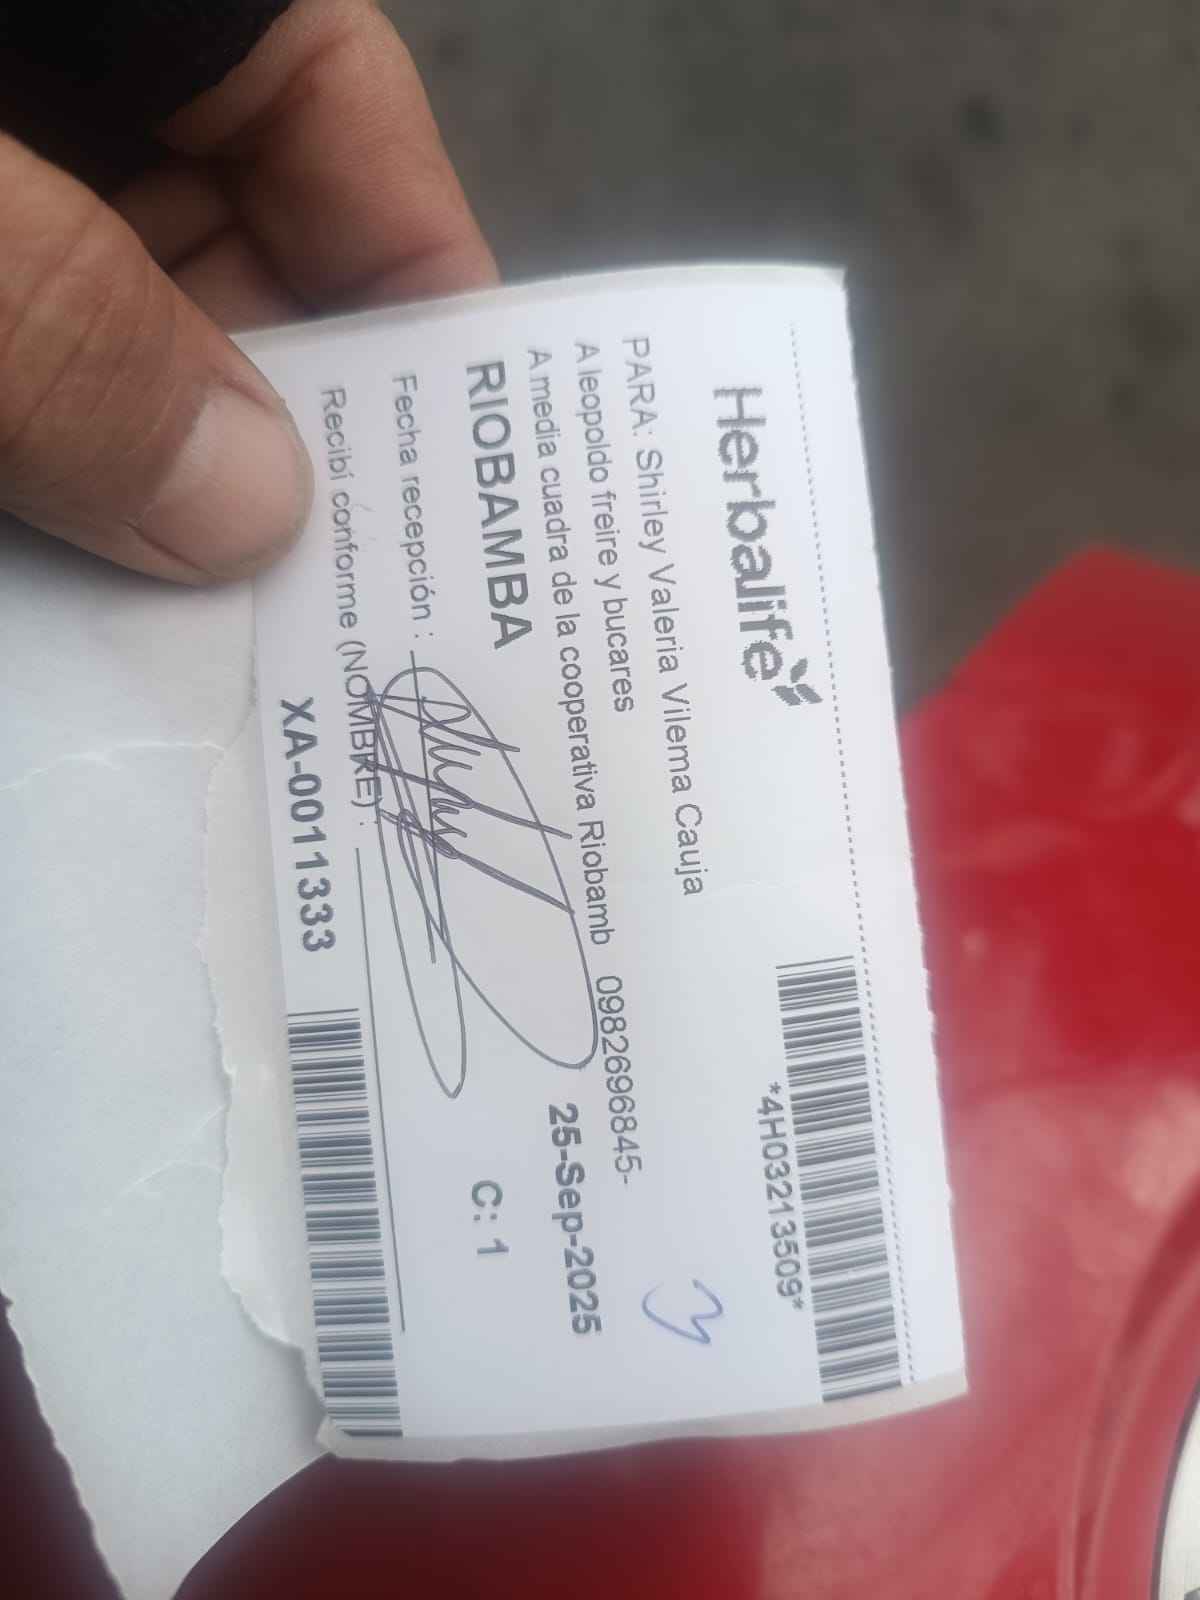 Herbalife
*4H03213509*
PARA: Shirley Valeria Vilema Cauja
3
A leopoldo freire y bucares
A media cuadra de la cooperativa Riobamb 0982696845-
RIOBAMBA
25-Sep-2025
Fecha recepción :
C: 1
Recibí conforme (NOMBRE) :
XA-0011333